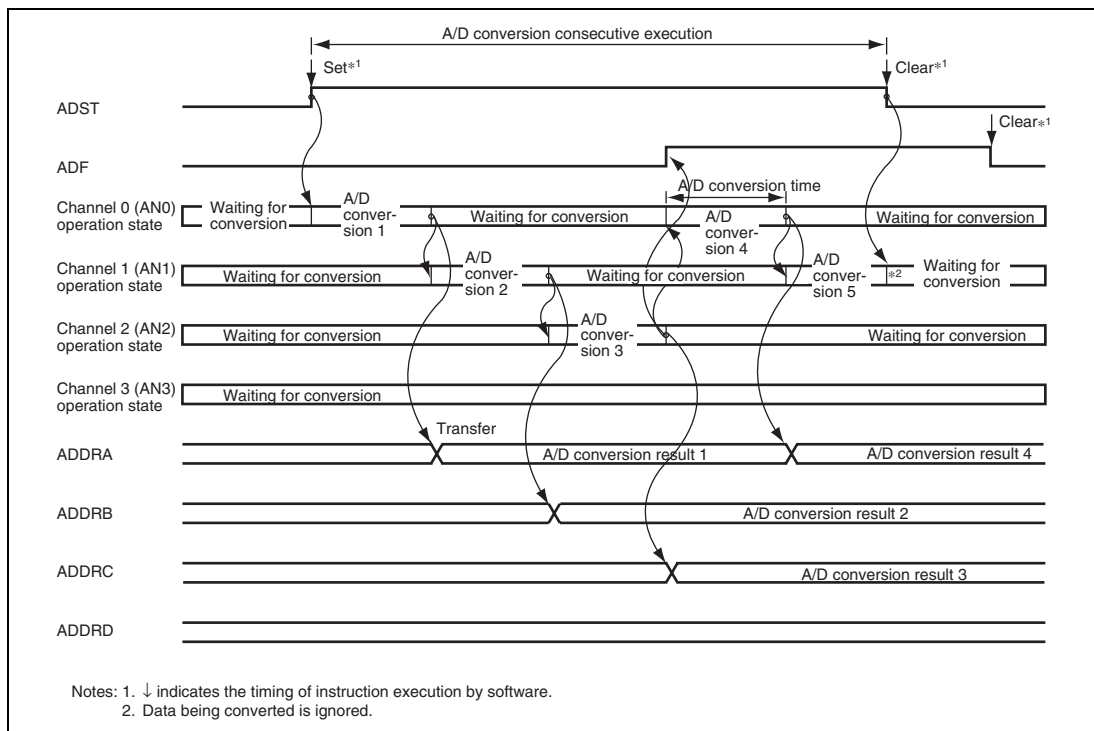 A/D conversion consecutive execution
Set*1
Clear*1
ADST
Clear*1
ADF
A/D conversion time
Channel 0 (AN0)
operation state
Waiting for
conversion
A/D
conver-
sion 1
Waiting for conversion
A/D
conver-
sion 4
Waiting for conversion
Channel 1 (AN1)
operation state
Waiting for conversion
A/D
conver-
sion 2
Waiting for conversion
A/D
conver-
sion 5
*2
Waiting for
conversion
Channel 2 (AN2)
operation state
Waiting for conversion
A/D
conver-
sion 3
Waiting for conversion
Channel 3 (AN3)
operation state
Waiting for conversion
Transfer
ADDRA
A/D conversion result 1
A/D conversion result 4
ADDRB
A/D conversion result 2
ADDRC
A/D conversion result 3
ADDRD
Notes: 1. ↓ indicates the timing of instruction execution by software.
2. Data being converted is ignored.